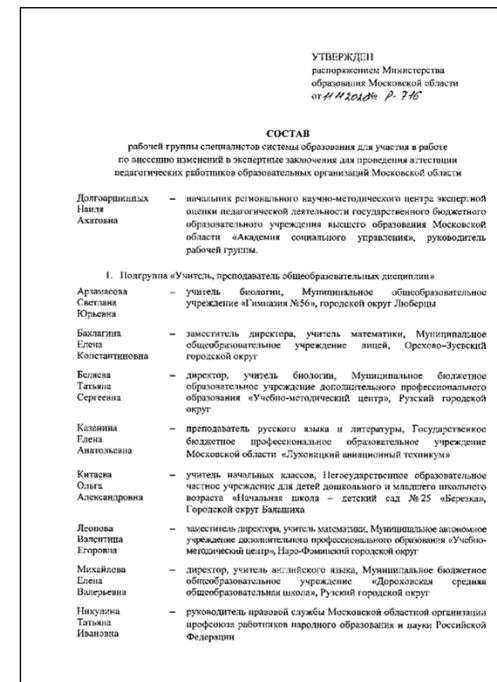 УТВЕРЖДЕН
распоряжением Министерства
образования Московской области
от № Р- 716
СОСТАВ
рабочей группы специалистов системы образования для участия в работе
по внесению изменений в экспертные заключения для проведения аттестации
педагогических работников образовательных организаций Московской области
Долгоаршинных – начальник регионального научно-методического центра экспертной
Наиля оценки педагогической деятельности государственного бюджетного
Ахатовна образовательного учреждения высшего образования Московской
области «Академия социального управления», руководитель
рабочей группы.
1. Подгруппа «Учитель, преподаватель общеобразовательных дисциплин»
Арзамасова – учитель биологии, Муниципальное общеобразовательное
Светлана учреждение «Гимназия №56», городской округ Люберцы
Юрьевна
Баклагина – заместитель директора, учитель математики, Муниципальное
Елена общеобразовательное учреждение лицей, Орехово-Зуевский
Константиновна городской округ
Беляева – директор, учитель биологии, Муниципальное бюджетное
Татьяна образовательное учреждение дополнительного профессионального
Сергеевна образования «Учебно-методический центр», Рузский городской
округ
Казанина – преподаватель русского языка и литературы, Государственное
Елена бюджетное профессиональное образовательное учреждение
Анатольевна Московской области «Луховицкий авиационный техникум»
Китаева – учитель начальных классов, Негосударственное образовательное
Ольга частное учреждение для детей дошкольного и младшего школьного
Александровна возраста «Начальная школа – детский сад №25 «Березка»,
Городской округ Балашиха
Леонова – заместитель директора, учитель математики, Муниципальное автономное
Валентина учреждение дополнительного профессионального образования «Учебно-
Егоровна методический центр», Наро-Фоминский городской округ
Михайлова – директор, учитель английского языка, Муниципальное бюджетное
Елена общеобразовательное учреждение «Дороховская средняя
Валерьевна общеобразовательная школа», Рузский городской округ
Никулина – руководитель правовой службы Московской областной организации
Татьяна профсоюза работников народного образования и науки Российской
Ивановна Федерации